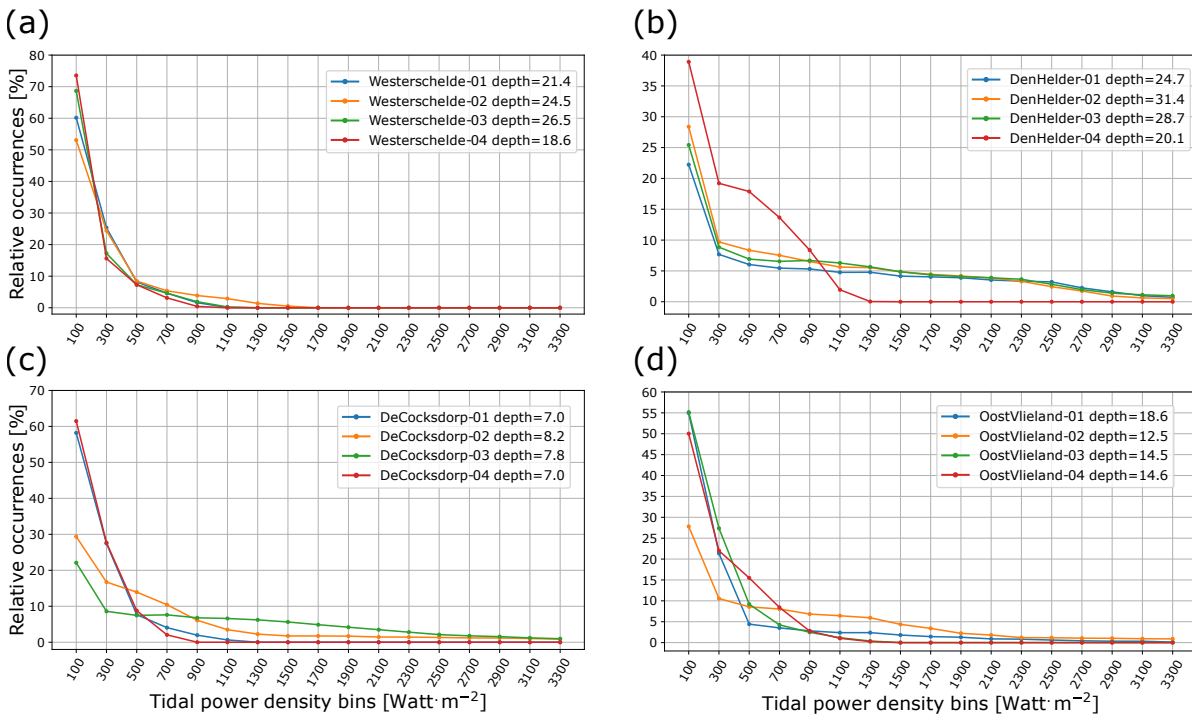 (a)
Relative occurrences [%]
80
70
60
50
40
30
20
10
0
Westerschelde-01 depth=21.4
Westerschelde-02 depth=24.5
Westerschelde-03 depth=26.5
Westerschelde-04 depth=18.6
100 300 500 700 900 1100 1300 1500 1700 1900 2100 2300 2500 2700 2900 3100 3300
(b)
40
35
30
25
20
15
10
5
0
DenHelder-01 depth=24.7
DenHelder-02 depth=31.4
DenHelder-03 depth=28.7
DenHelder-04 depth=20.1
100 300 500 700 900 1100 1300 1500 1700 1900 2100 2300 2500 2700 2900 3100 3300
(c)
Relative occurrences [%]
70
60
50
40
30
20
10
0
DeCocksdorp-01 depth=7.0
DeCocksdorp-02 depth=8.2
DeCocksdorp-03 depth=7.8
DeCocksdorp-04 depth=7.0
100 300 500 700 900 1100 1300 1500 1700 1900 2100 2300 2500 2700 2900 3100 3300
Tidal power density bins [Watt·m⁻²]
(d)
60
55
50
45
40
35
30
25
20
15
10
5
0
OostVlieland-01 depth=18.6
OostVlieland-02 depth=12.5
OostVlieland-03 depth=14.5
OostVlieland-04 depth=14.6
100 300 500 700 900 1100 1300 1500 1700 1900 2100 2300 2500 2700 2900 3100 3300
Tidal power density bins [Watt·m⁻²]